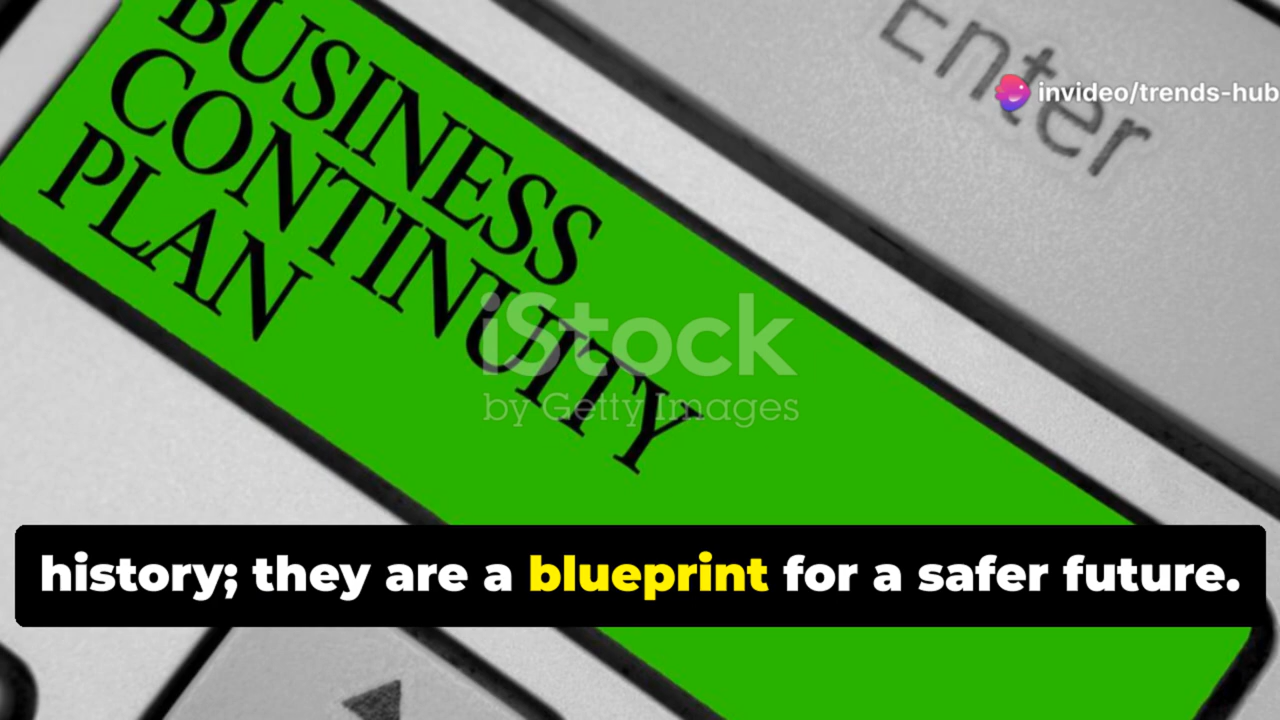 BUSINESS
CONTINUITY
PLAN
Enter
invideo/trends-hub
iStock
by Getty Images
history; they are a blueprint for a safer future.